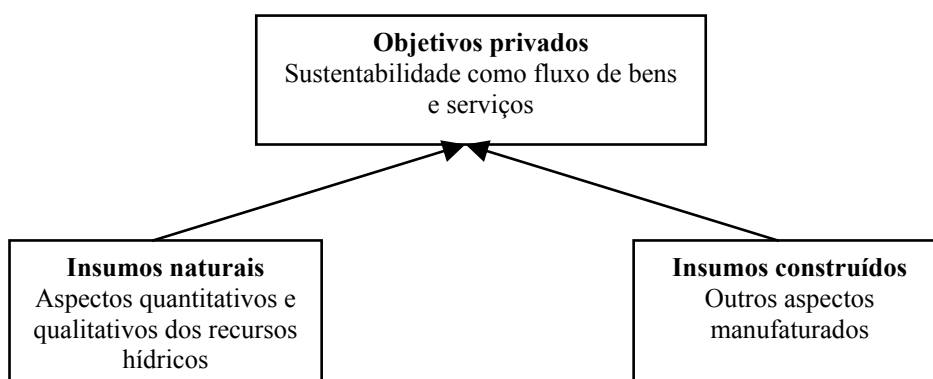 Objetivos privados
Sustentabilidade como fluxo de bens
e serviços
Insumos naturais
Aspectos quantitativos e
qualitativos dos recursos
hídricos
Insumos construídos
Outros aspectos
manufaturados